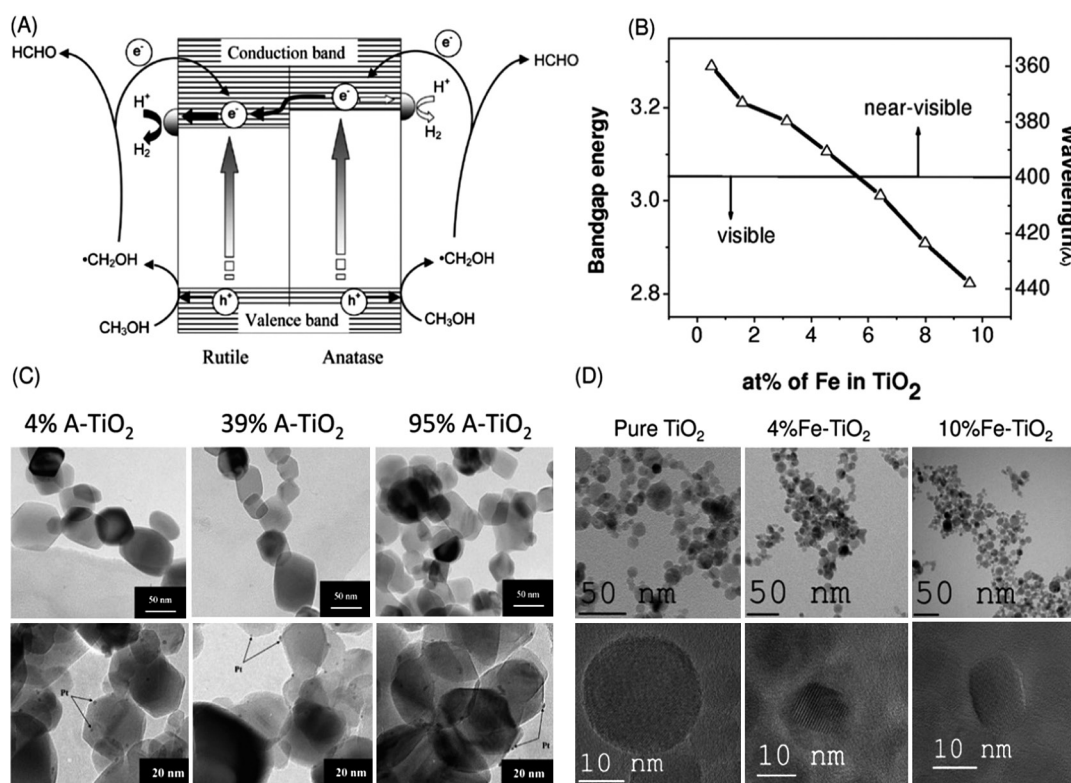 (A)
HCHO
e-
Conduction band
e-
HCHO
H+
e-
e-
H+
H2
H2
•CH2OH
•CH2OH
h+
h+
CH3OH
Valence band
CH3OH
Rutile
Anatase
(B)
Bandgap energy
3.2
3.0
2.8
near-visible
visible
360
380
400
420
440
Wavelength(λ)
0
2
4
6
8
10
at% of Fe in TiO2
(C)
4% A-TiO2
39% A-TiO2
95% A-TiO2
50 nm
50 nm
50 nm
Pt
Pt
Pt
20 nm
20 nm
20 nm
(D)
Pure TiO2
4%Fe-TiO2
10%Fe-TiO2
50 nm
50 nm
50 nm
10 nm
10 nm
10 nm